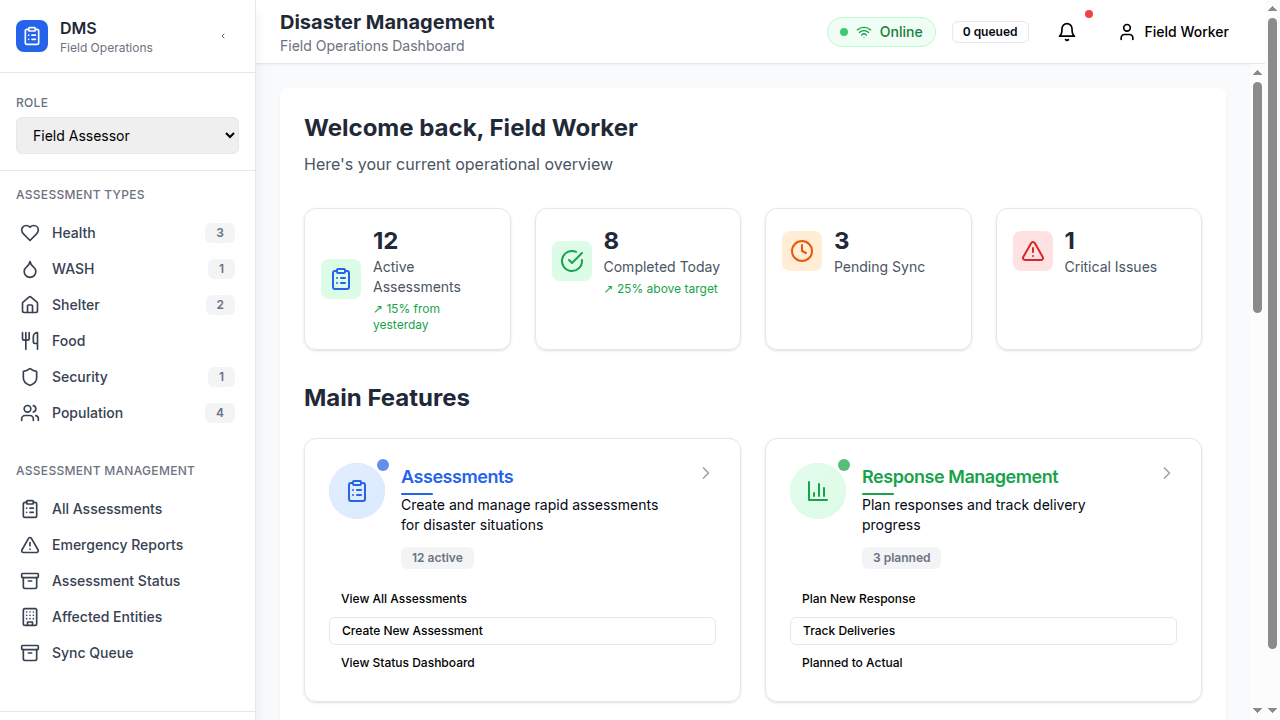 DMS
Field Operations
ROLE
Field Assessor
ASSESSMENT TYPES
Health 3
WASH 1
Shelter 2
Food
Security 1
Population 4
ASSESSMENT MANAGEMENT
All Assessments
Emergency Reports
Assessment Status
Affected Entities
Sync Queue
Disaster Management
Field Operations Dashboard
Online
0 queued
Field Worker
Welcome back, Field Worker
Here's your current operational overview
12
Active
Assessments
↗ 15% from
yesterday
8
Completed Today
↗ 25% above target
3
Pending Sync
1
Critical Issues
Main Features
Assessments
Create and manage rapid assessments
for disaster situations
12 active
View All Assessments
Create New Assessment
View Status Dashboard
Response Management
Plan responses and track delivery
progress
3 planned
Plan New Response
Track Deliveries
Planned to Actual